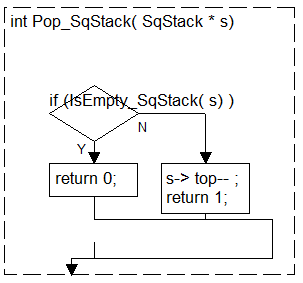 int Pop_SqStack( SqStack * s)
if (IsEmpty_SqStack( s) )
N
Y
return 0;
s-> top-- ;
return 1;